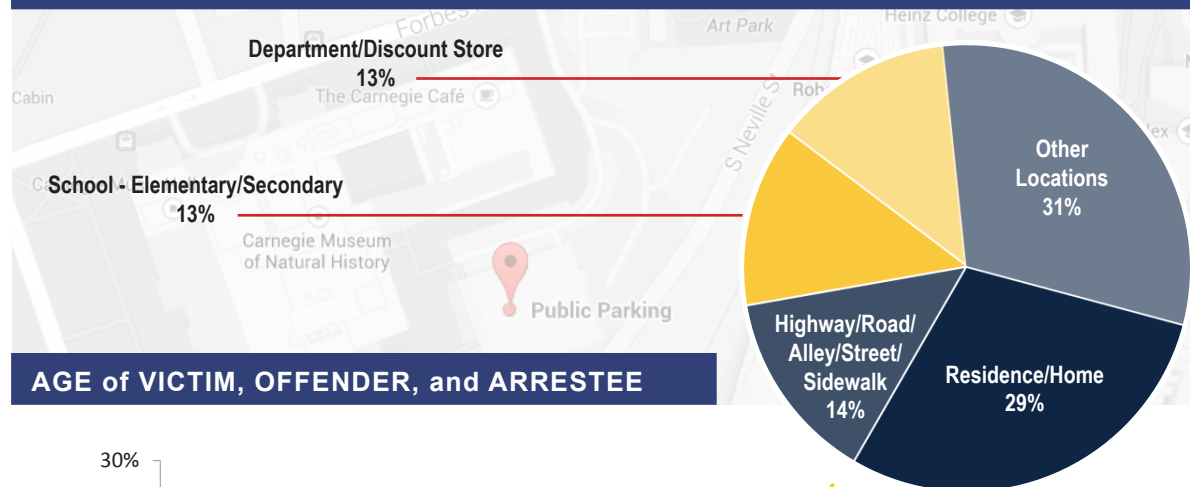 Forbes
Art Park
Heinz College
Department/Discount Store
13%
Cabin
The Carnegie Café
S Neville St
Other
Locations
31%
School - Elementary/Secondary
13%
Carnegie Museum
of Natural History
Public Parking
Highway/Road/
Alley/Street/
Sidewalk
14%
Residence/Home
29%
AGE of VICTIM, OFFENDER, and ARRESTEE
30%